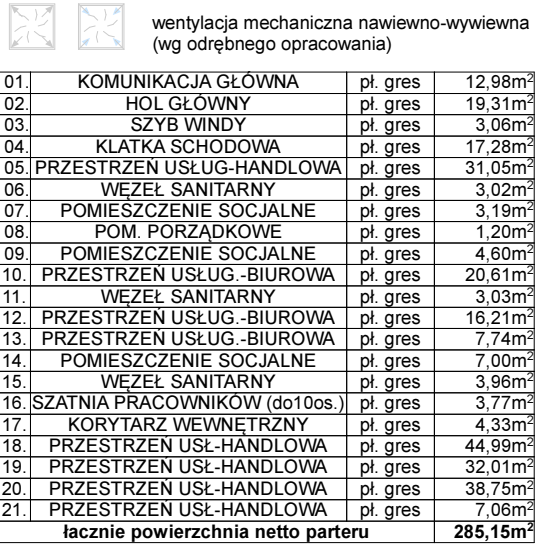 wentylacja mechaniczna nawiewno-wywiewna
(wg odrębnego opracowania)
01. KOMUNIKACJA GŁÓWNA pł. gres 12,98m²
02. HOL GŁÓWNY pł. gres 19,31m²
03. SZYB WINDY pł. gres 3,06m²
04. KLATKA SCHODOWA pł. gres 17,28m²
05. PRZESTRZEŃ USŁUG-HANDLOWA pł. gres 31,05m²
06. WĘZEŁ SANITARNY pł. gres 3,02m²
07. POMIESZCZENIE SOCJALNE pł. gres 3,19m²
08. POM. PORZĄDKOWE pł. gres 1,20m²
09. POMIESZCZENIE SOCJALNE pł. gres 4,60m²
10. PRZESTRZEŃ USŁUG.-BIUROWA pł. gres 20,61m²
11. WĘZEŁ SANITARNY pł. gres 3,03m²
12. PRZESTRZEŃ USŁUG.-BIUROWA pł. gres 16,21m²
13. PRZESTRZEŃ USŁUG.-BIUROWA pł. gres 7,74m²
14. POMIESZCZENIE SOCJALNE pł. gres 7,00m²
15. WĘZEŁ SANITARNY pł. gres 3,96m²
16. SZATNIA PRACOWNIKÓW (do10os.) pł. gres 3,77m²
17. KORYTARZ WEWNĘTRZNY pł. gres 4,33m²
18. PRZESTRZEŃ USŁ-HANDLOWA pł. gres 44,99m²
19. PRZESTRZEŃ USŁ-HANDLOWA pł. gres 32,01m²
20. PRZESTRZEŃ USŁ-HANDLOWA pł. gres 38,75m²
21. PRZESTRZEŃ USŁ-HANDLOWA pł. gres 7,06m²
łacznie powierzchnia netto parteru 285,15m²